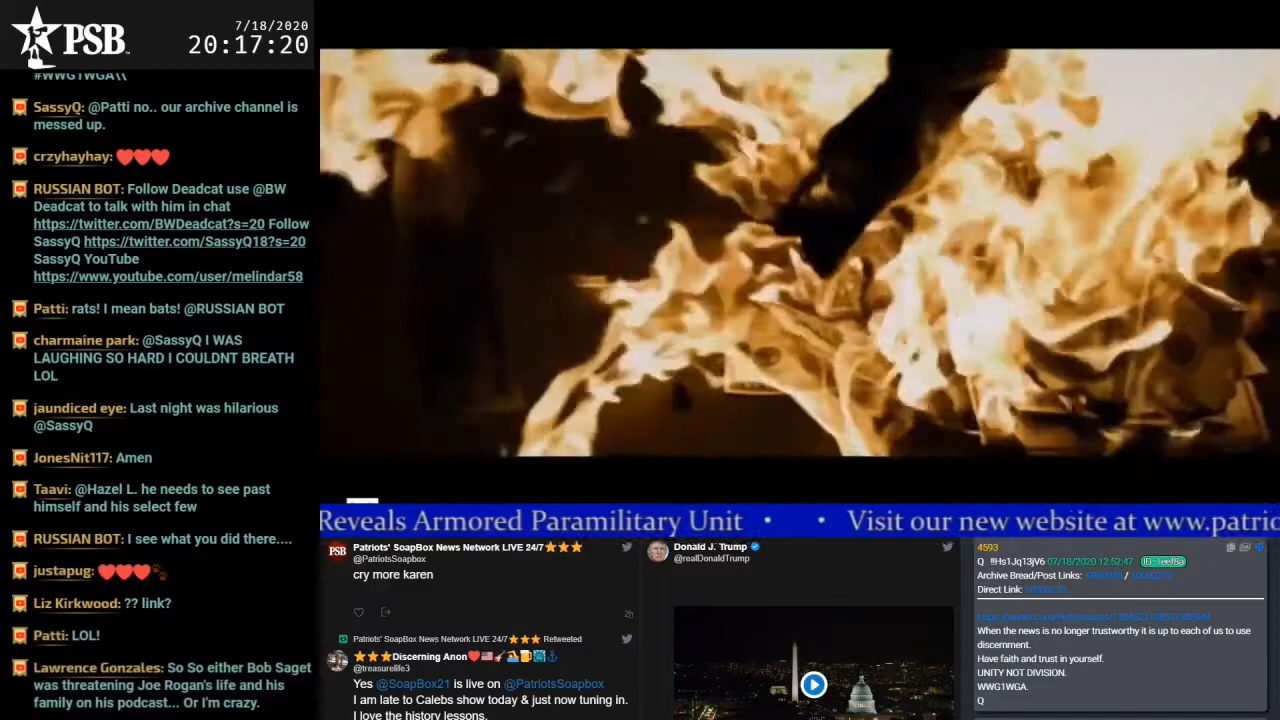 PSB
7/18/2020
20:17:20
#WWG1WGA\\
SassyQ: @Patti no.. our archive channel is
messed up.
crzyhayhay: ❤️❤️❤️
RUSSIAN BOT: Follow Deadcat use @BW
Deadcat to talk with him in chat
https://twitter.com/BWDeadcat?s=20 Follow
SassyQ https://twitter.com/SassyQ18?s=20
SassyQ YouTube
https://www.youtube.com/user/melindar58
Patti: rats! I mean bats! @RUSSIAN BOT
charmaine park: @SassyQ I WAS
LAUGHING SO HARD I COULDNT BREATH
LOL
jaundiced eye: Last night was hilarious
@SassyQ
JonesNit117: Amen
Taavi: @Hazel L. he needs to see past
himself and his select few
RUSSIAN BOT: I see what you did there....
justapug: ❤️❤️❤️🐾
Liz Kirkwood: ?? link?
Patti: LOL!
Lawrence Gonzales: So So either Bob Saget
was threatening Joe Rogan's life and his
family on his podcast... Or I'm crazy.
Reveals Armored Paramilitary Unit • • Visit our new website at www.patrio
PSB
Patriots' SoapBox News Network LIVE 24/7⭐⭐⭐
@PatriotsSoapbox
cry more karen
2h
Patriots' SoapBox News Network LIVE 24/7⭐⭐⭐ Retweeted
⭐⭐⭐Discerning Anon
@treasurelife3
Yes @SoapBox21 is live on @PatriotsSoapbox
I am late to Calebs show today & just now tuning in.
I love the history lessons.
Donald J. Trump
@realDonaldTrump
4593
Q !!Hs1Jq13jV6 07/18/2020 12:52:47 ID: 1eef8a
Archive Bread/Post Links: /
Direct Link:
When the news is no longer trustworthy it is up to each of us to use
discernment.
Have faith and trust in yourself.
UNITY NOT DIVISION.
WWG1WGA.
Q